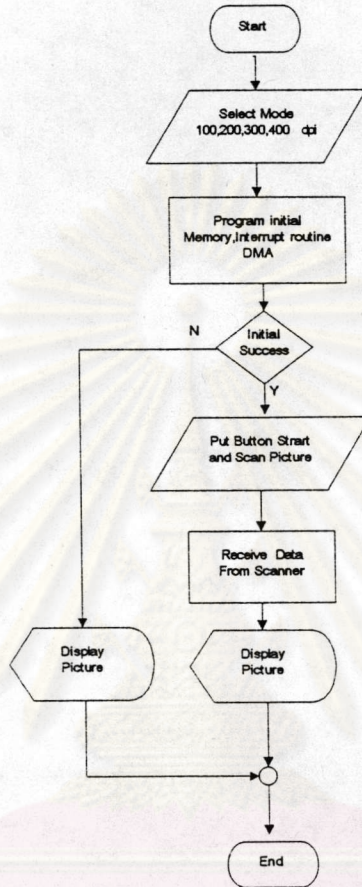 Start
Select Mode
100,200,300,400 dpi
Program initial
Memory,Interrupt routine
DMA
Initial
Success
N
Y
Put Button Strart
and Scan Picture
Receive Data
From Scanner
Display
Picture
Display
Picture
End